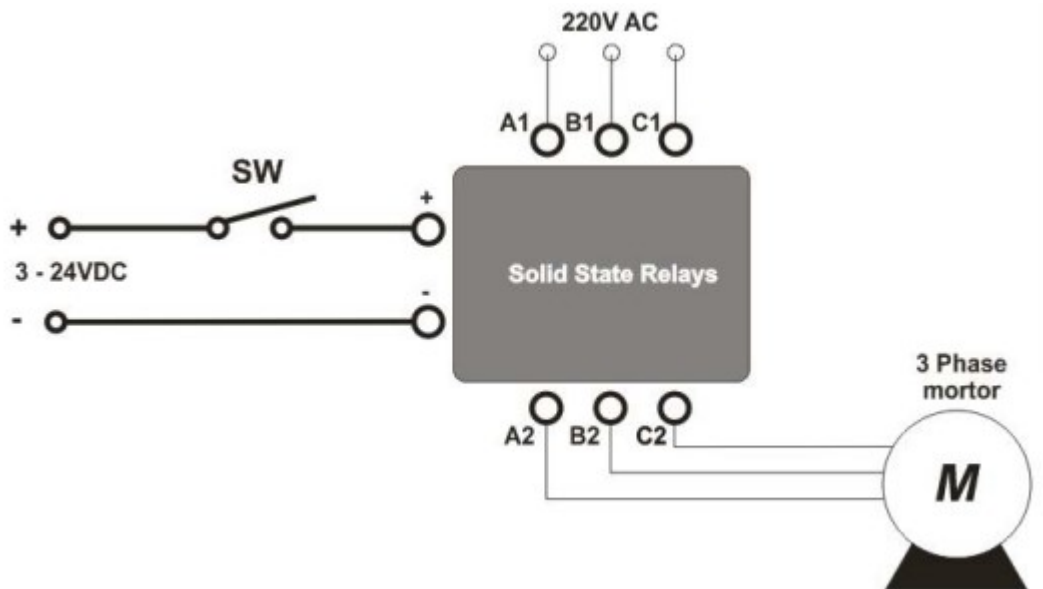 220V AC
A1 B1 C1
SW
+
+
3 - 24VDC
Solid State Relays
-
-
3 Phase
mortor
A2 B2 C2
M